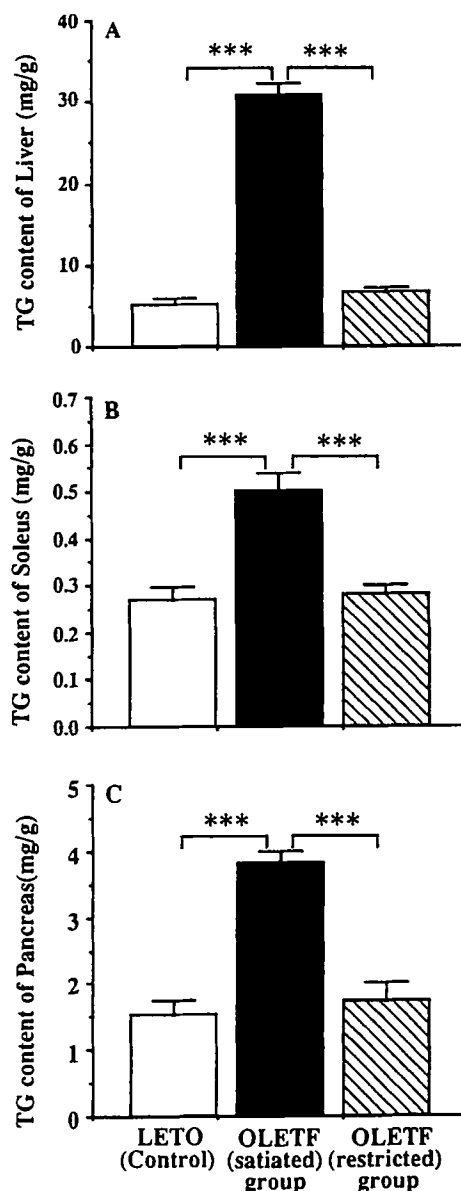 A
TG content of Liver (mg/g)
40
30
20
10
0
*** ***
B
TG content of Soleus (mg/g)
0.7
0.6
0.5
0.4
0.3
0.2
0.1
0.0
*** ***
C
TG content of Pancreas(mg/g)
5
4
3
2
1
0
*** ***
LETO OLETF OLETF
(Control) (satiated) (restricted)
group group